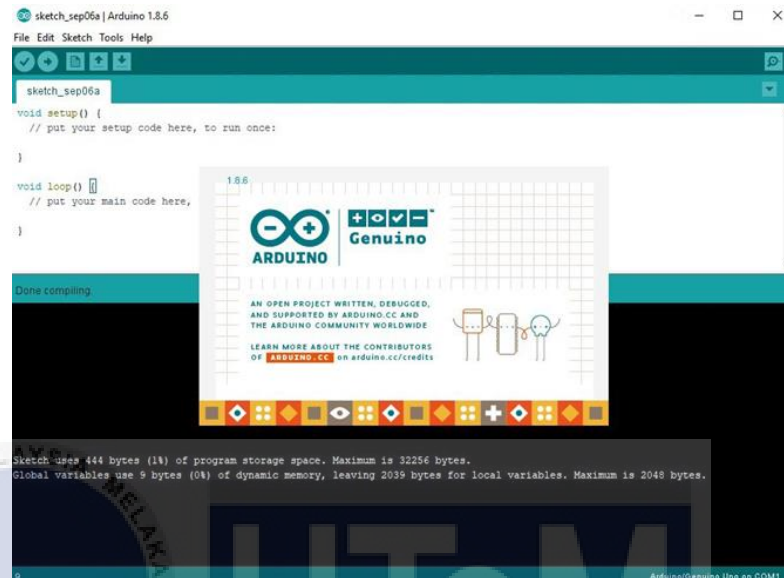 sketch_sep06a | Arduino 1.8.6
File Edit Sketch Tools Help
sketch_sep06a
void setup() {
// put your setup code here, to run once:
}
void loop() {
// put your main code here,
}
1.8.6
ARDUINO
Genuino
AN OPEN PROJECT WRITTEN, DEBUGGED,
AND SUPPORTED BY ARDUINO.CC AND
THE ARDUINO COMMUNITY WORLDWIDE
LEARN MORE ABOUT THE CONTRIBUTORS
OF ARDUINO.CC on arduino.cc/credits
Done compiling.
Sketch uses 444 bytes (1%) of program storage space. Maximum is 32256 bytes.
Global variables use 9 bytes (0%) of dynamic memory, leaving 2039 bytes for local variables. Maximum is 2048 bytes.
AYSIA MELAKA
UTeM
9
Arduino/Genuino Uno on COM1